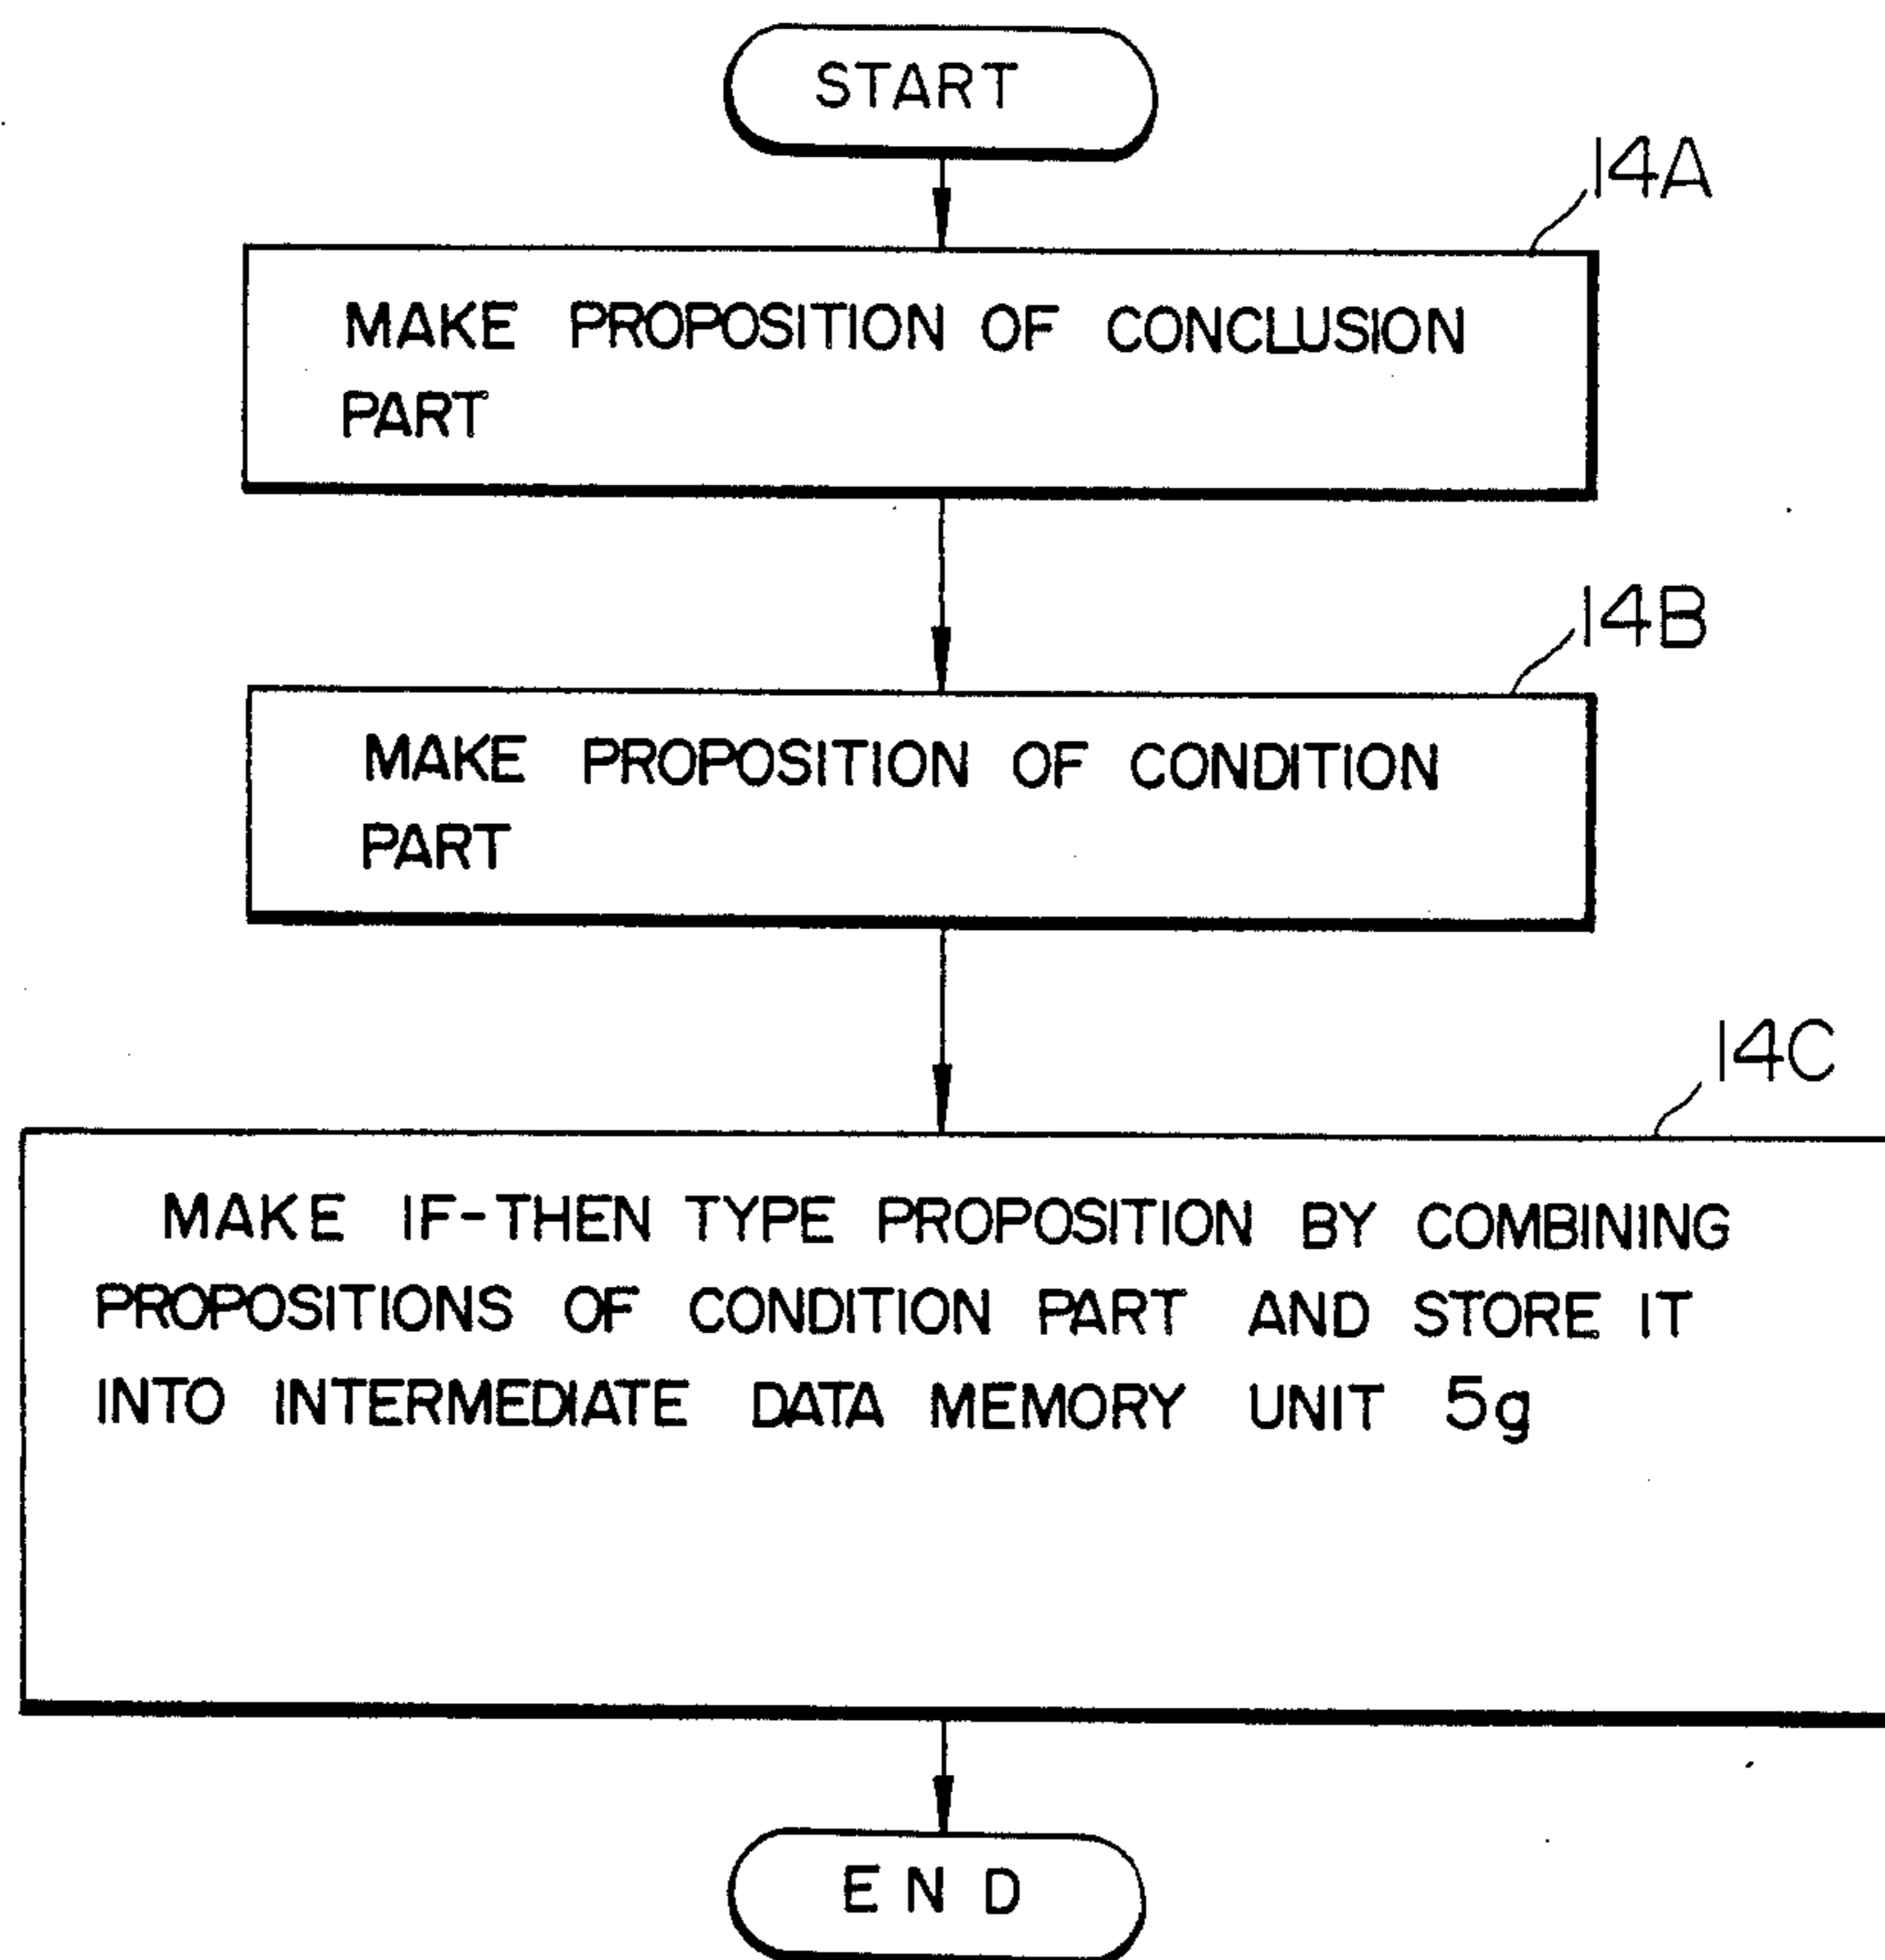 START
14A
MAKE PROPOSITION OF CONCLUSION
PART
14B
MAKE PROPOSITION OF CONDITION
PART
14C
MAKE IF-THEN TYPE PROPOSITION BY COMBINING
PROPOSITIONS OF CONDITION PART AND STORE IT
INTO INTERMEDIATE DATA MEMORY UNIT 5g
END